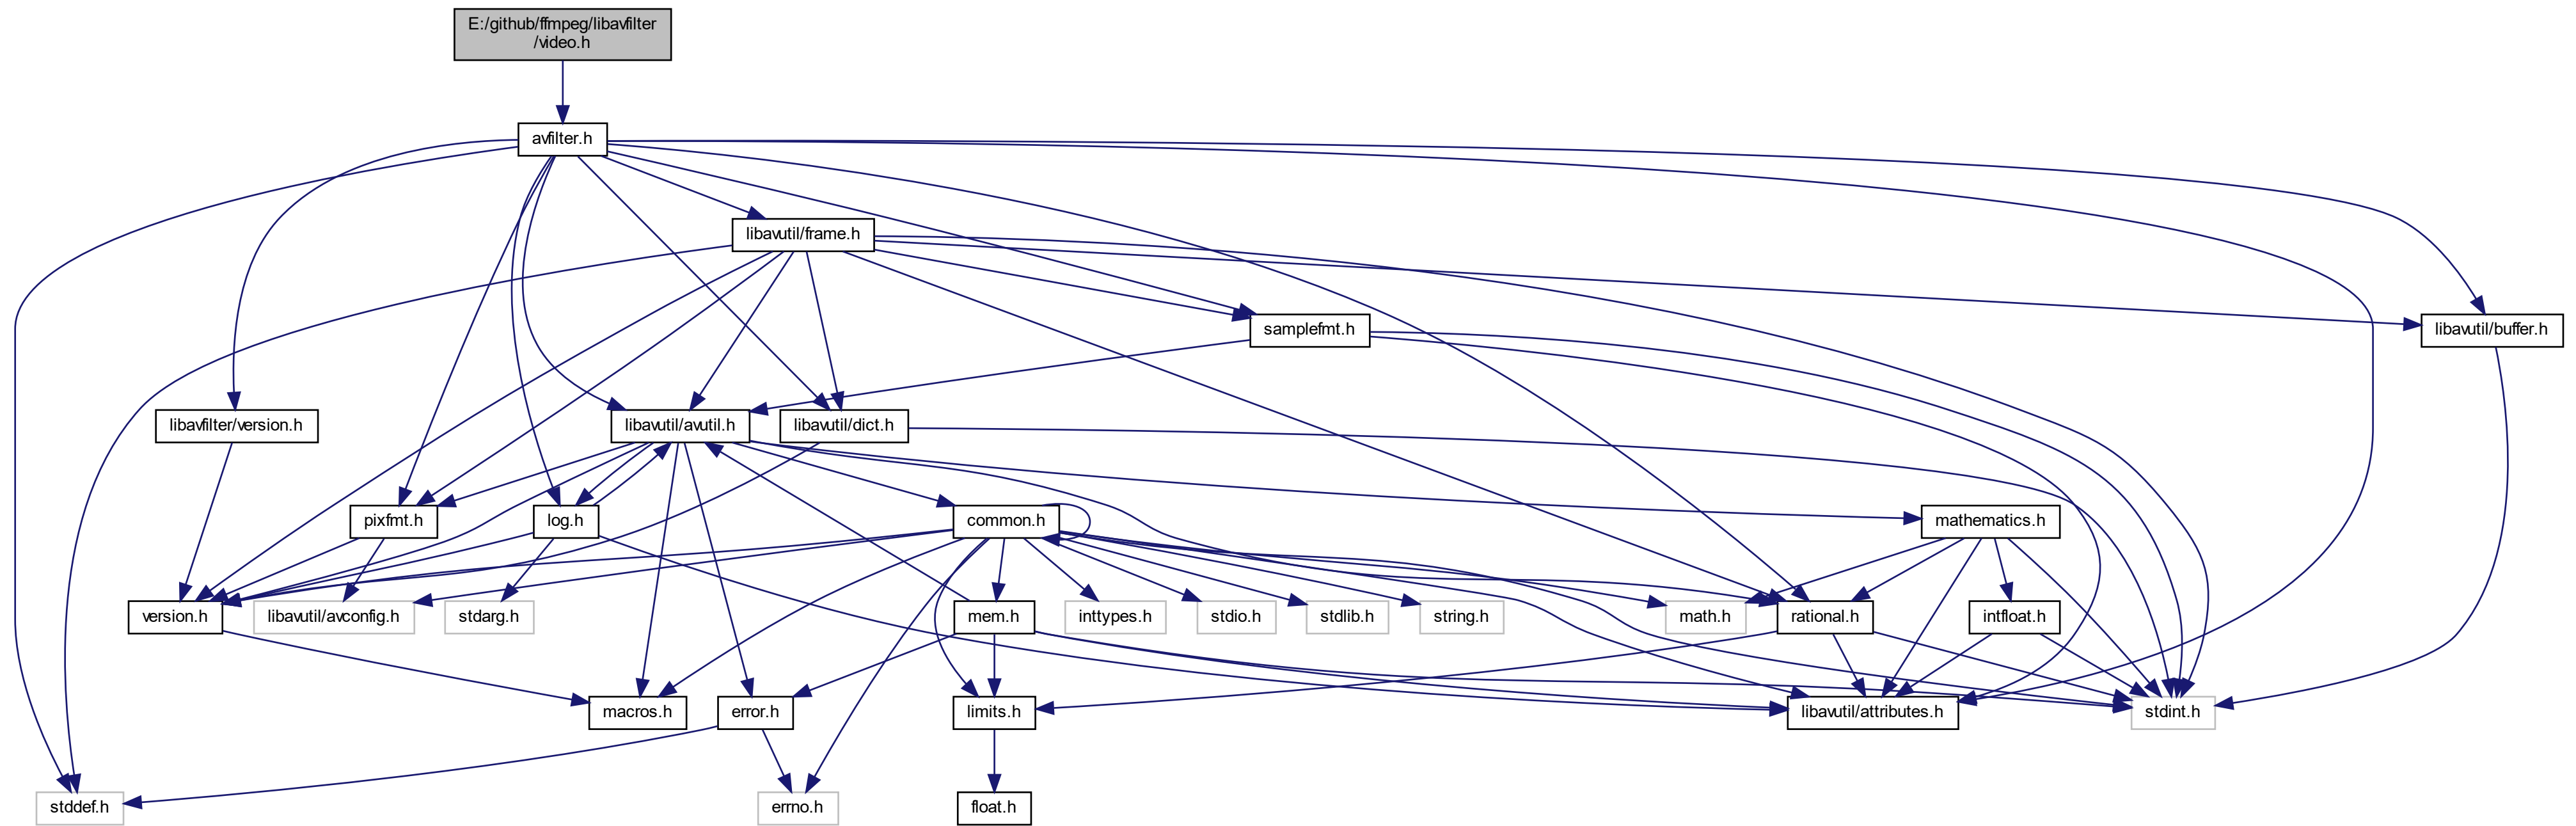 E:/github/ffmpeg/libavfilter
/video.h
avfilter.h
libavutil/frame.h
samplefmt.h
libavutil/buffer.h
libavfilter/version.h
libavutil/avutil.h
libavutil/dict.h
pixfmt.h
log.h
common.h
mathematics.h
version.h
libavutil/avconfig.h
stdarg.h
mem.h
inttypes.h
stdio.h
stdlib.h
string.h
math.h
rational.h
intfloat.h
macros.h
error.h
limits.h
libavutil/attributes.h
stdint.h
stddef.h
errno.h
float.h